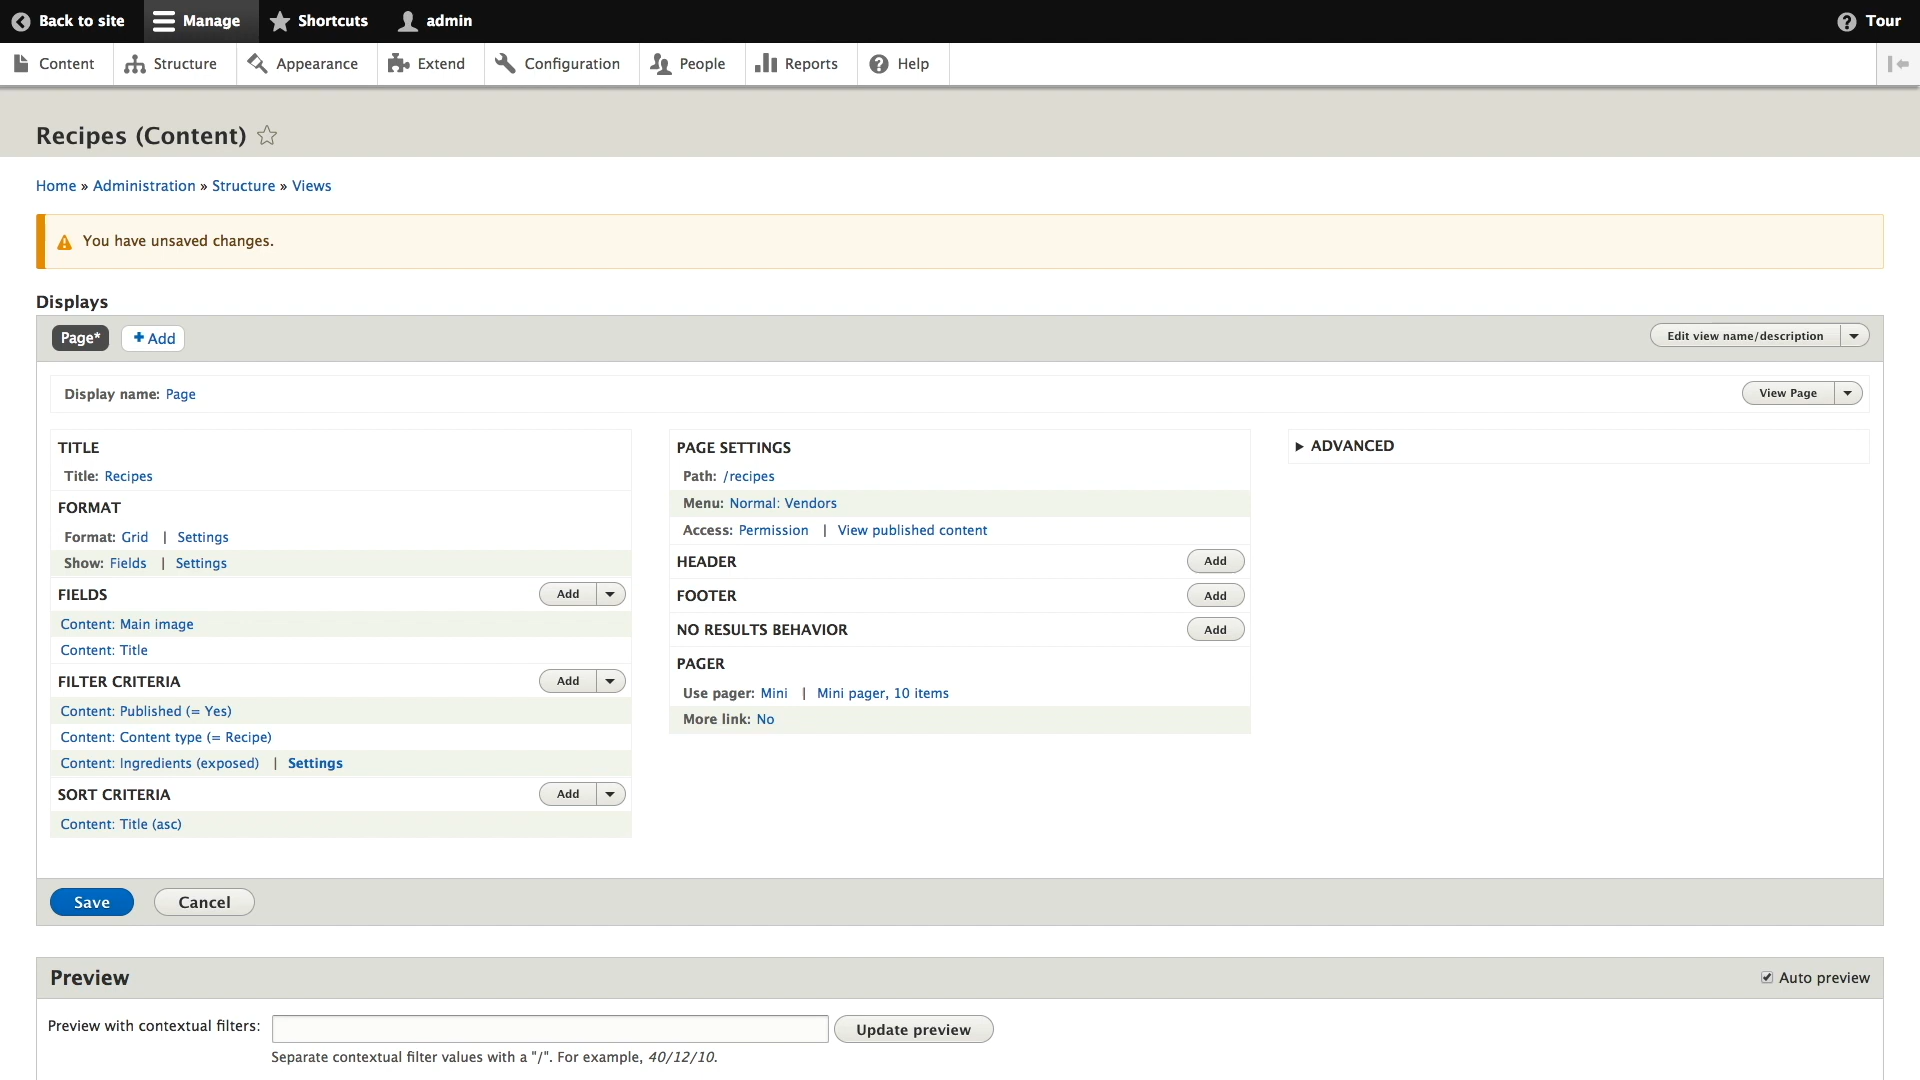 Back to site Manage Shortcuts admin Tour
Content Structure Appearance Extend Configuration People Reports Help
Recipes (Content)
Home » Administration » Structure » Views
You have unsaved changes.
Displays
Page* Add Edit view name/description
Display name: Page View Page
TITLE
Title: Recipes
FORMAT
Format: Grid | Settings
Show: Fields | Settings
FIELDS Add
Content: Main image
Content: Title
FILTER CRITERIA Add
Content: Published (= Yes)
Content: Content type (= Recipe)
Content: Ingredients (exposed) | Settings
SORT CRITERIA Add
Content: Title (asc)
PAGE SETTINGS
Path: /recipes
Menu: Normal: Vendors
Access: Permission | View published content
HEADER Add
FOOTER Add
NO RESULTS BEHAVIOR Add
PAGER
Use pager: Mini | Mini pager, 10 items
More link: No
ADVANCED
Save Cancel
Preview Auto preview
Preview with contextual filters: Update preview
Separate contextual filter values with a "/". For example, 40/12/10.